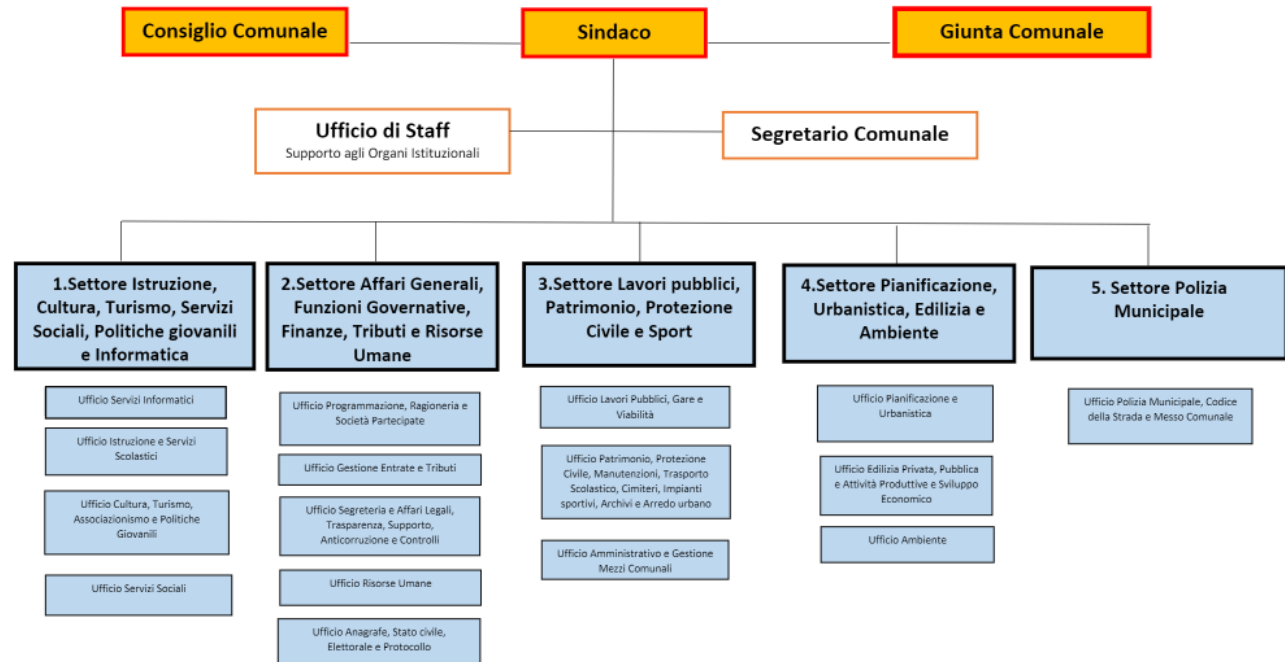 Consiglio Comunale
Sindaco
Giunta Comunale
Ufficio di Staff
Supporto agli Organi Istituzionali
Segretario Comunale
1.Settore Istruzione,
Cultura, Turismo, Servizi
Sociali, Politiche giovanili
e Informatica
Ufficio Servizi Informatici
Ufficio Istruzione e Servizi
Scolastici
Ufficio Cultura, Turismo,
Associazionismo e Politiche
Giovanili
Ufficio Servizi Sociali
2.Settore Affari Generali,
Funzioni Governative,
Finanze, Tributi e Risorse
Umane
Ufficio Programmazione, Ragioneria e
Società Partecipate
Ufficio Gestione Entrate e Tributi
Ufficio Segreteria e Affari Legali,
Trasparenza, Supporto,
Anticorruzione e Controlli
Ufficio Risorse Umane
Ufficio Anagrafe, Stato civile,
Elettorale e Protocollo
3.Settore Lavori pubblici,
Patrimonio, Protezione
Civile e Sport
Ufficio Lavori Pubblici, Gare e
Viabilità
Ufficio Patrimonio, Protezione
Civile, Manutenzioni, Trasporto
Scolastico, Cimiteri, Impianti
sportivi, Archivi e Arredo urbano
Ufficio Amministrativo e Gestione
Mezzi Comunali
4.Settore Pianificazione,
Urbanistica, Edilizia e
Ambiente
Ufficio Pianificazione e
Urbanistica
Ufficio Edilizia Privata, Pubblica
e Attività Produttive e Sviluppo
Economico
Ufficio Ambiente
5. Settore Polizia
Municipale
Ufficio Polizia Municipale, Codice
della Strada e Messo Comunale